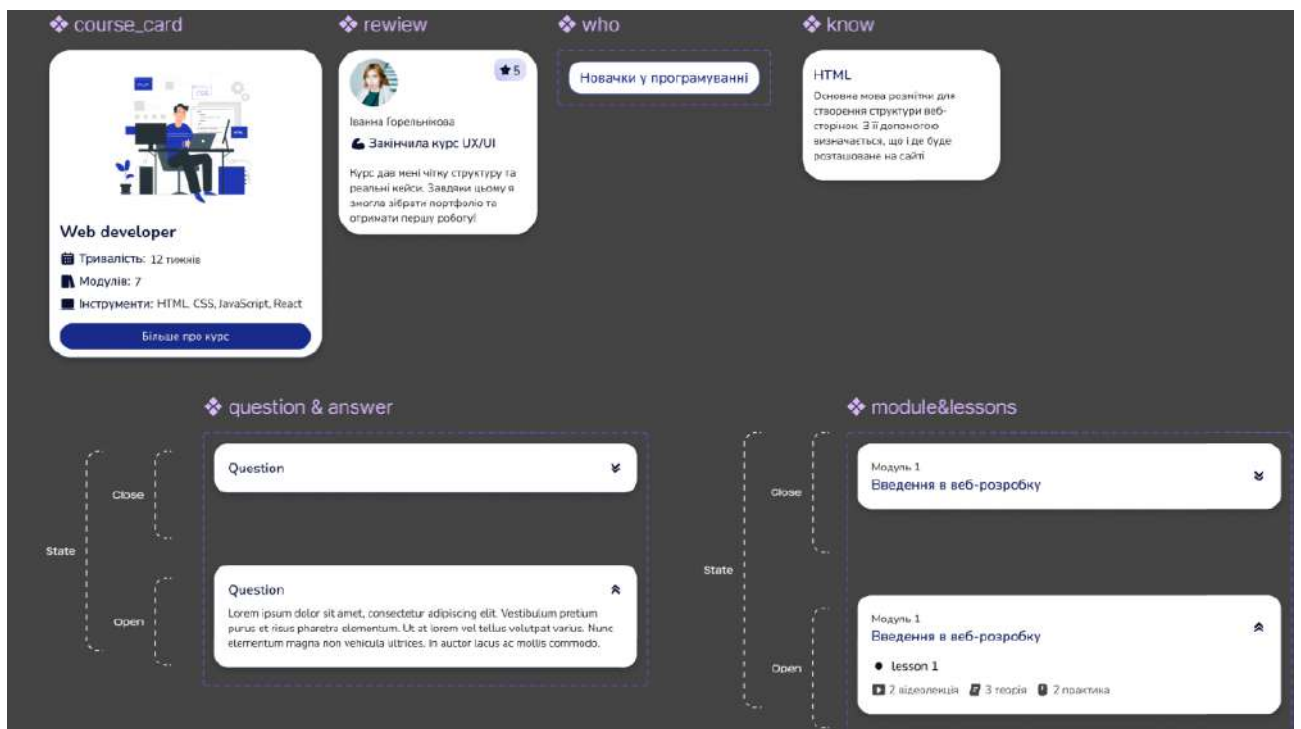 course_card
rewiew
who
know
Web developer
Тривалість: 12 тижнів
Модулів: 7
Інструменти: HTML, CSS, JavaScript, React
Більше про курс
5
Іванна Горельнікова
Закінчила курс UX/UI
Курс дав мені чітку структуру та
реальні кейси. Завдяки цьому я
змогла зібрати портфоліо та
отримати першу роботу!
Новачки у програмуванні
HTML
Основна мова розмітки для
створення структури веб-
сторінок. З її допомогою
визначається, що і де буде
розташоване на сайті
question & answer
State
Close
Question
Open
Question
Lorem ipsum dolor sit amet, consectetur adipiscing elit. Vestibulum pretium
purus et risus pharetra elementum. Ut at lorem vel tellus volutpat varius. Nunc
elementum magna non vehicula ultrices. In auctor lacus ac mollis commodo.
module&lessons
State
Close
Модуль 1
Введення в веб-розробку
Open
Модуль 1
Введення в веб-розробку
lesson 1
2 відеолекція 3 теорія 2 практика